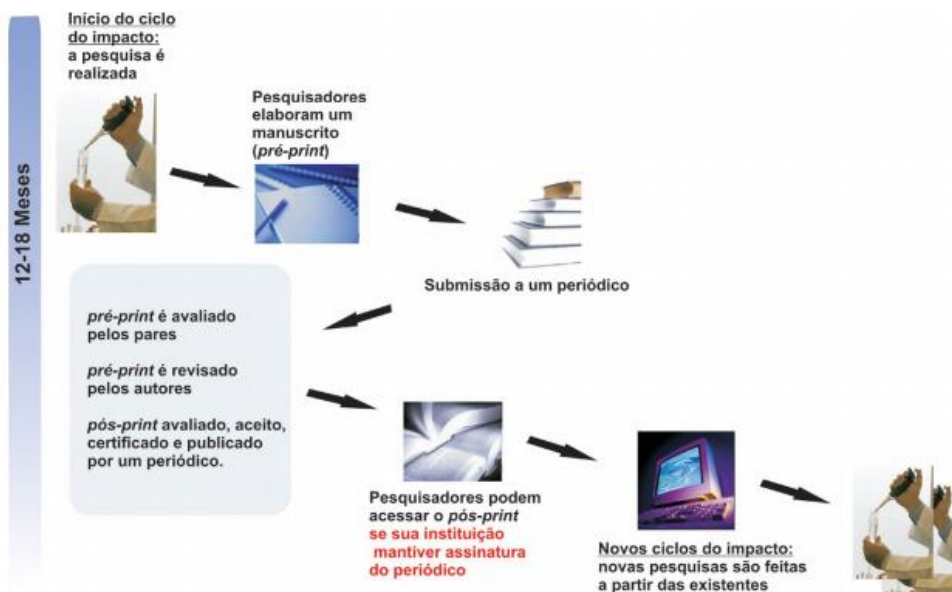 Início do ciclo
do impacto:
a pesquisa é
realizada
Pesquisadores
elaboram um
manuscrito
(pré-print)
12-18 Meses
Submissão a um periódico
pré-print é avaliado
pelos pares
pré-print é revisado
pelos autores
pós-print avaliado, aceito,
certificado e publicado
por um periódico.
Pesquisadores podem
acessar o pós-print
se sua instituição
mantiver assinatura
do periódico
Novos ciclos do impacto:
novas pesquisas são feitas
a partir das existentes